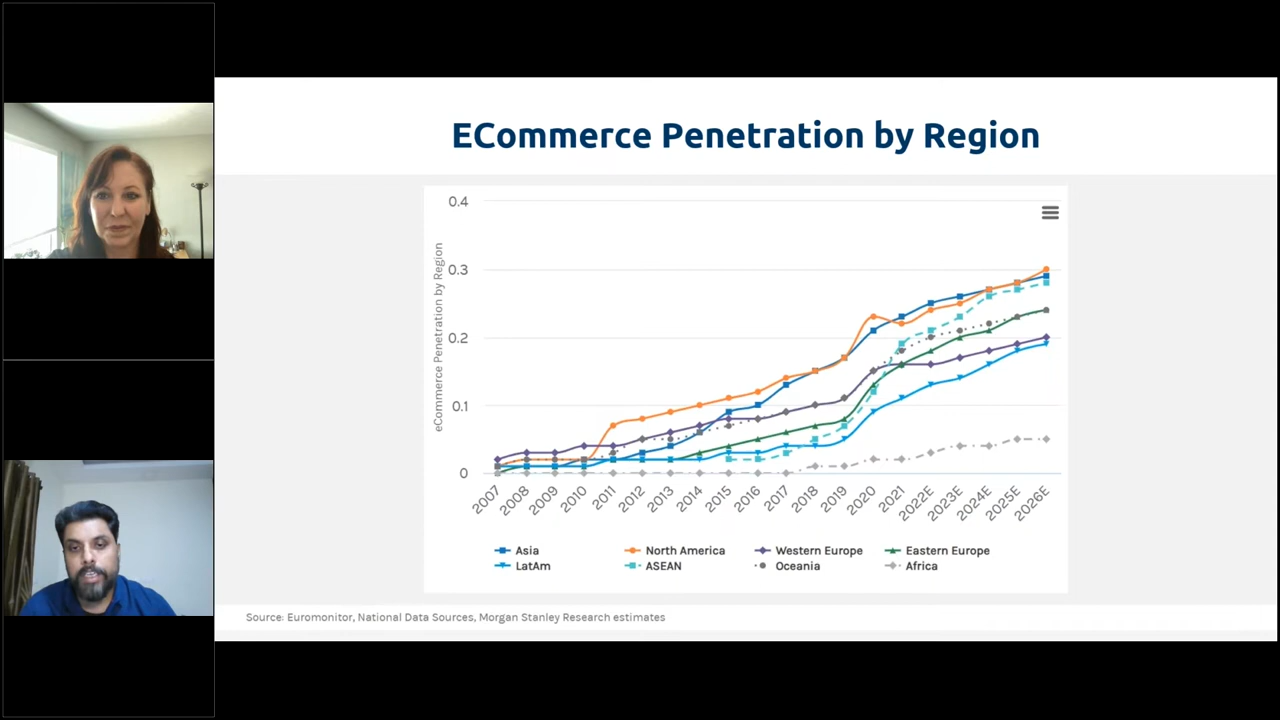 ECommerce Penetration by Region
eCommerce Penetration by Region
0.4
0.3
0.2
0.1
0
2007
2008
2009
2010
2011
2012
2013
2014
2015
2016
2017
2018
2019
2020
2021
2022E
2023E
2024E
2025E
2026E
Asia
North America
Western Europe
Eastern Europe
LatAm
ASEAN
Oceania
Africa
Source: Euromonitor, National Data Sources, Morgan Stanley Research estimates